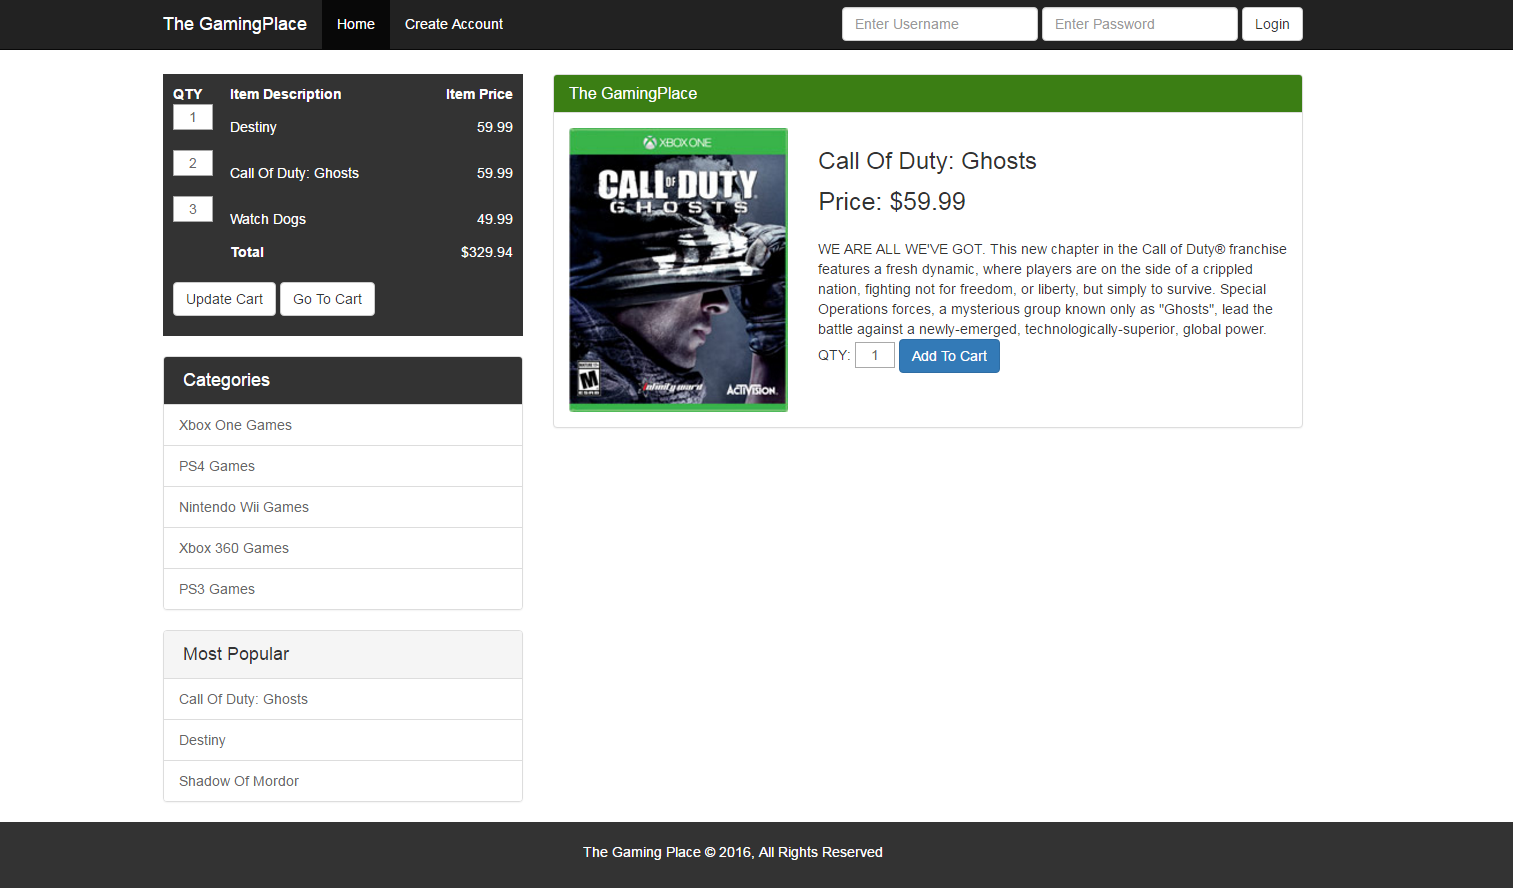 The GamingPlace Home Create Account Enter Username Enter Password Login
QTY Item Description Item Price
1 Destiny 59.99
2 Call Of Duty: Ghosts 59.99
3 Watch Dogs 49.99
Total $329.94
Update Cart Go To Cart
Categories
Xbox One Games
PS4 Games
Nintendo Wii Games
Xbox 360 Games
PS3 Games
Most Popular
Call Of Duty: Ghosts
Destiny
Shadow Of Mordor
The GamingPlace
XBOX ONE
CALL OF DUTY
GHOSTS
M
Infinity Ward
ACTIVISION
Call Of Duty: Ghosts
Price: $59.99
WE ARE ALL WE'VE GOT. This new chapter in the Call of Duty® franchise
features a fresh dynamic, where players are on the side of a crippled
nation, fighting not for freedom, or liberty, but simply to survive. Special
Operations forces, a mysterious group known only as "Ghosts", lead the
battle against a newly-emerged, technologically-superior, global power.
QTY: 1 Add To Cart
The Gaming Place © 2016, All Rights Reserved